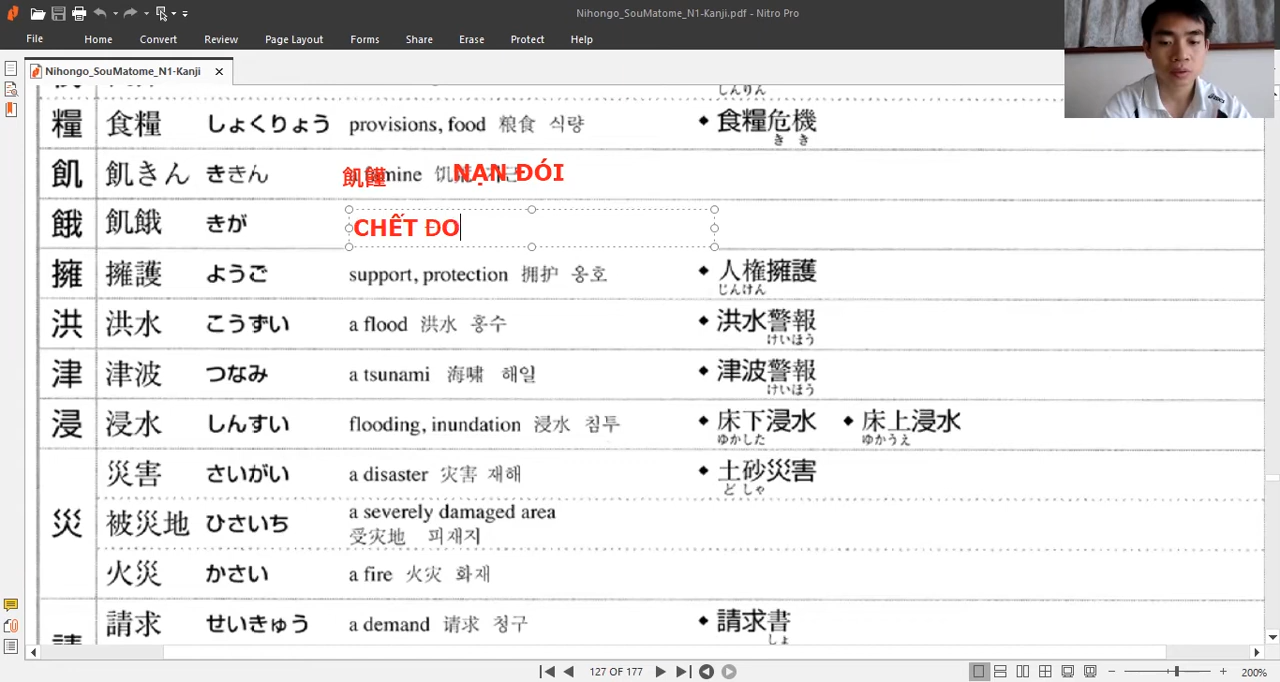 Nihongo_SouMatome_N1-Kanji.pdf - Nitro Pro
File Home Convert Review Page Layout Forms Share Erase Protect Help
Nihongo_SouMatome_N1-Kanji
しんりん
糧 食糧 しょくりょう provisions, food 粮食 식량 ◆ 食糧危機
き き
飢 飢きん ききん 飢饉 NẠN ĐÓI
餓 飢餓 きが CHẾT ĐO
擁 擁護 ようご support, protection 拥护 옹호 ◆ 人権擁護
じんけん
洪 洪水 こうずい a flood 洪水 홍수 ◆ 洪水警報
けいほう
津 津波 つなみ a tsunami 海啸 해일 ◆ 津波警報
けいほう
浸 浸水 しんすい flooding, inundation 浸水 침투 ◆ 床下浸水 ◆ 床上浸水
ゆかした ゆかうえ
災 災害 さいがい a disaster 灾害 재해 ◆ 土砂災害
ど しゃ
被災地 ひさいち a severely damaged area
受灾地 피재지
火災 かさい a fire 火灾 화재
請求 せいきゅう a demand 请求 청구 ◆ 請求書
しょ
127 OF 177
200%